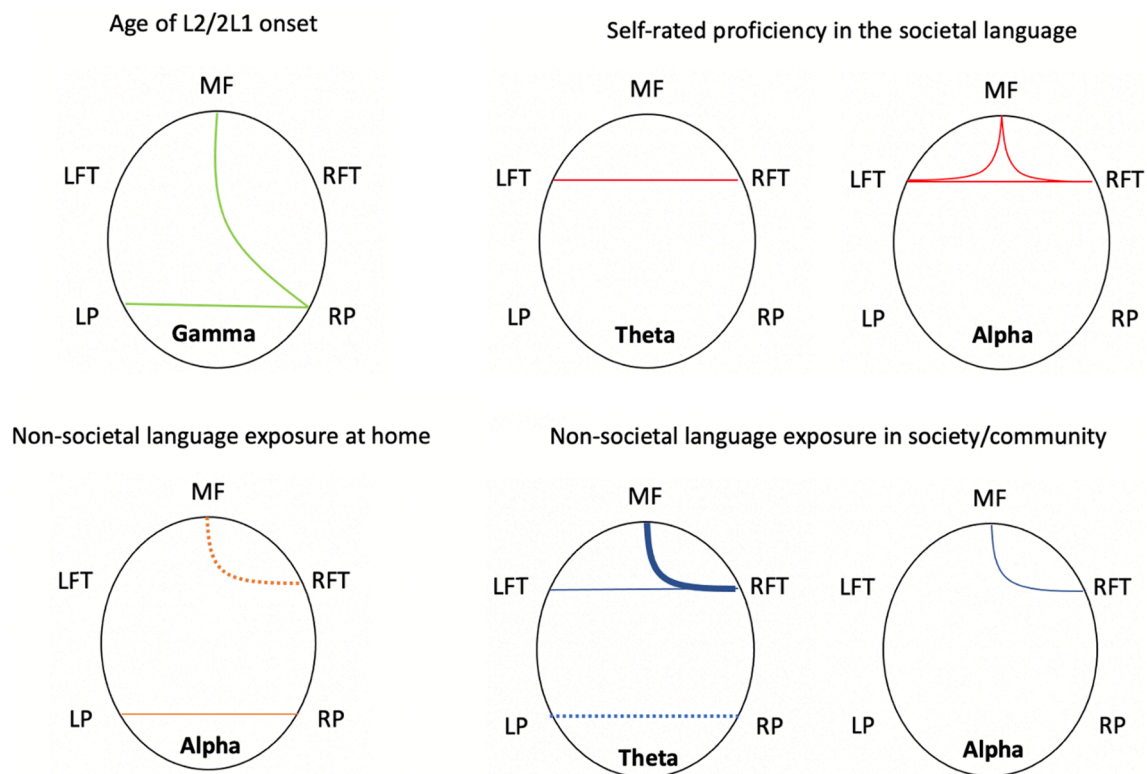 Age of L2/2L1 onset
MF
LFT
RFT
LP
RP
Gamma
Self-rated proficiency in the societal language
MF
LFT
RFT
LP
RP
Theta
MF
LFT
RFT
LP
RP
Alpha
Non-societal language exposure at home
MF
LFT
RFT
LP
RP
Alpha
Non-societal language exposure in society/community
MF
LFT
RFT
LP
RP
Theta
MF
LFT
RFT
LP
RP
Alpha